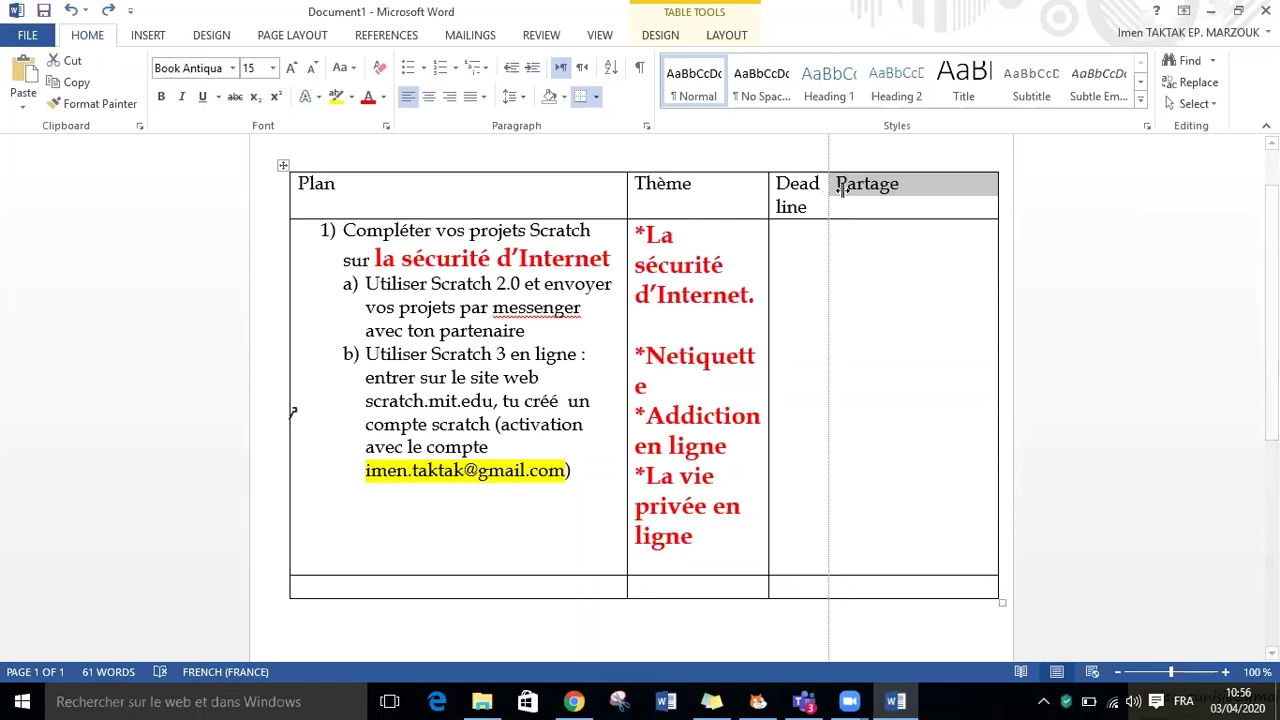 Document1 - Microsoft Word
TABLE TOOLS
FILE
HOME
INSERT
DESIGN
PAGE LAYOUT
REFERENCES
MAILINGS
REVIEW
VIEW
DESIGN
LAYOUT
Imen TAKTAK EP. MARZOUK
Paste
Cut
Copy
Format Painter
Clipboard
Book Antiqua
15
Font
Paragraph
AaBbCcDc
¶ Normal
AaBbCcDc
¶ No Spac...
AaBbCc
Heading 1
AaBbCcD
Heading 2
AaBl
Title
AaBbCcD
Subtitle
AaBbCcDc
Subtle Em...
Styles
Find
Replace
Select
Editing
Plan
Thème
Dead
line
Partage
1) Compléter vos projets Scratch
sur la sécurité d’Internet
a) Utiliser Scratch 2.0 et envoyer
vos projets par messenger
avec ton partenaire
b) Utiliser Scratch 3 en ligne :
entrer sur le site web
scratch.mit.edu, tu créé un
compte scratch (activation
avec le compte
imen.taktak@gmail.com)
*La
sécurité
d’Internet.
*Netiquett
e
*Addiction
en ligne
*La vie
privée en
ligne
PAGE 1 OF 1
61 WORDS
FRENCH (FRANCE)
100 %
Rechercher sur le web et dans Windows
FRA
10:56
03/04/2020